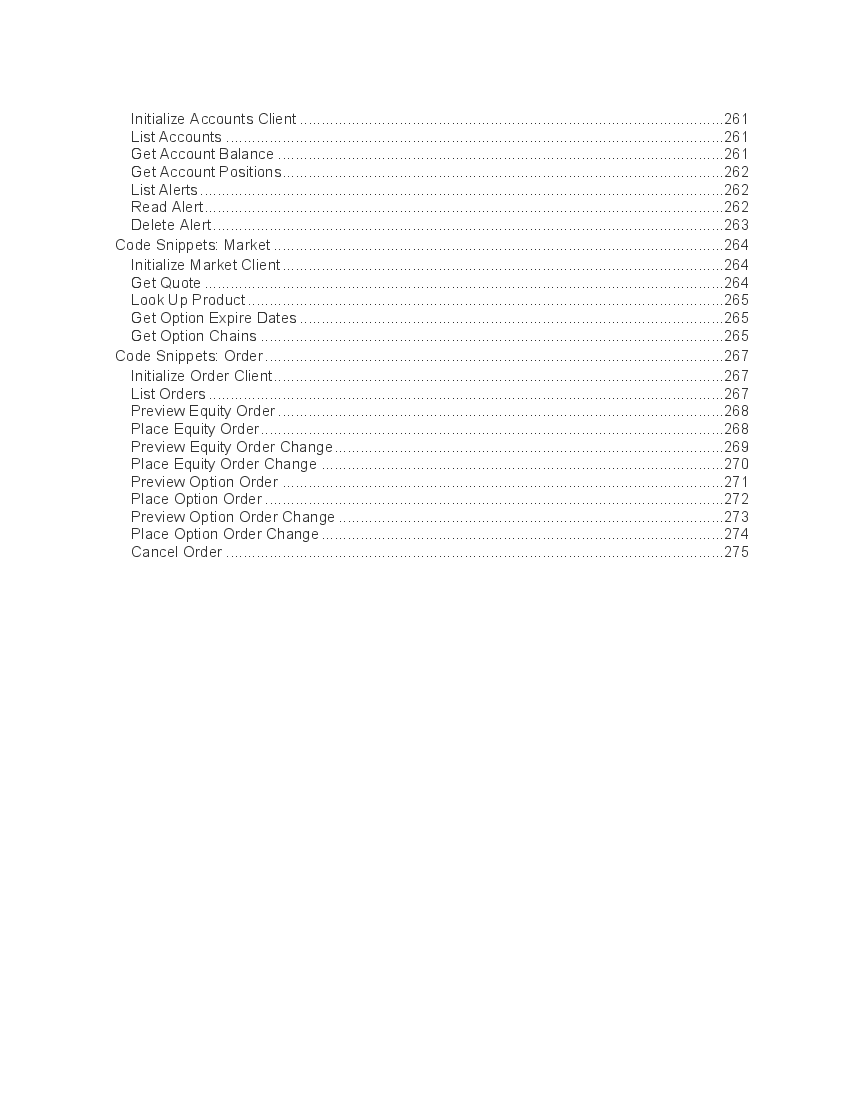 Initialize Accounts Client ........ 261
List Accounts ........ 261
Get Account Balance ........ 261
Get Account Positions ........ 262
List Alerts ........ 262
Read Alert ........ 262
Delete Alert ........ 263
Code Snippets: Market ........ 264
Initialize Market Client ........ 264
Get Quote ........ 264
Look Up Product ........ 265
Get Option Expire Dates ........ 265
Get Option Chains ........ 265
Code Snippets: Order ........ 267
Initialize Order Client ........ 267
List Orders ........ 267
Preview Equity Order ........ 268
Place Equity Order ........ 268
Preview Equity Order Change ........ 269
Place Equity Order Change ........ 270
Preview Option Order ........ 271
Place Option Order ........ 272
Preview Option Order Change ........ 273
Place Option Order Change ........ 274
Cancel Order ........ 275